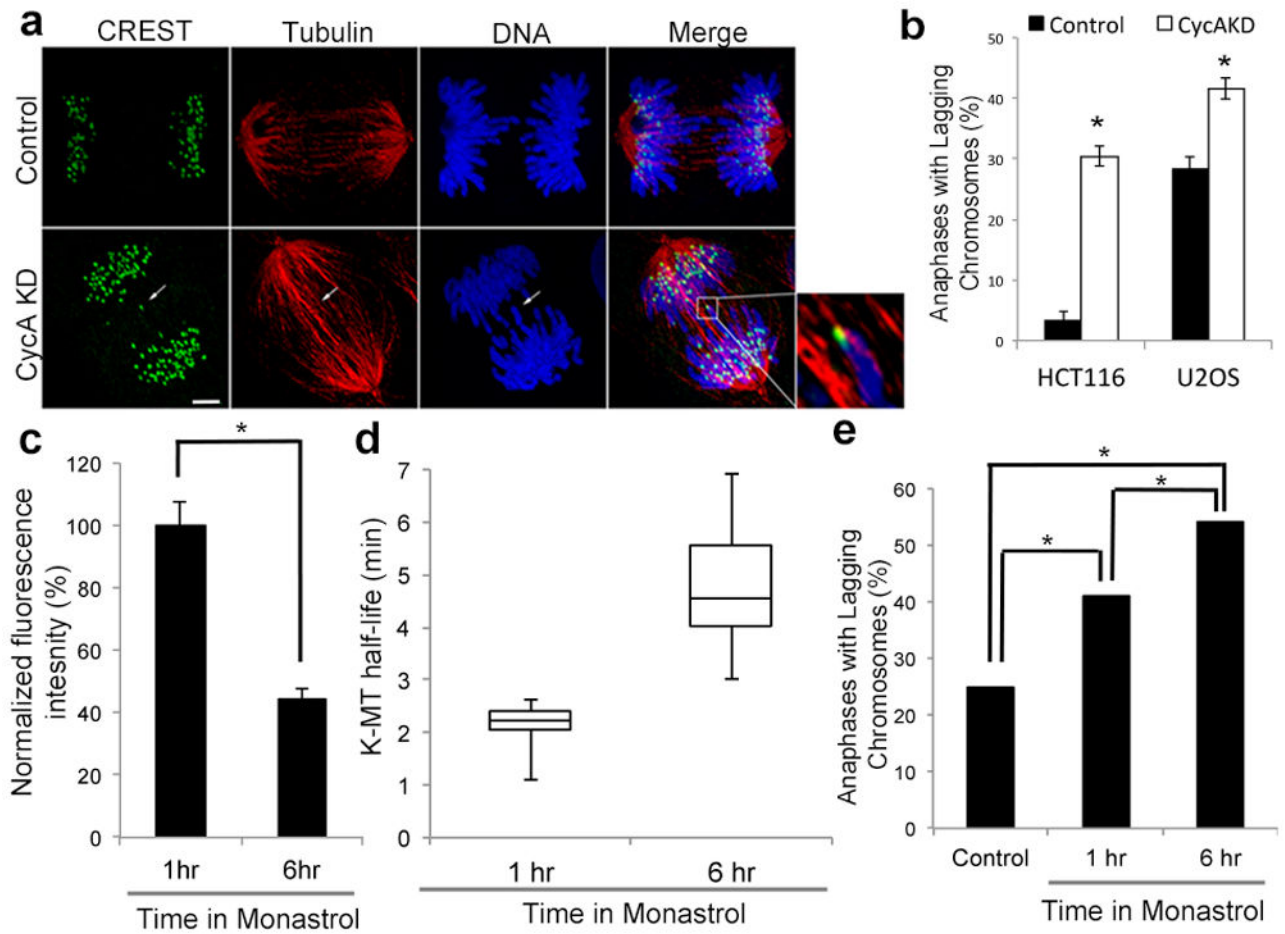 a
CREST Tubulin DNA Merge
Control
CycA KD
b
Control CycAKD
Anaphases with Lagging
Chromosomes (%)
50
40
30
20
10
0
* *
HCT116 U2OS
c
*
Normalized fluorescence
intesnity (%)
120
100
80
60
40
20
0
1hr 6hr
Time in Monastrol
d
K-MT half-life (min)
7
6
5
4
3
2
1
0
1 hr 6 hr
Time in Monastrol
e
*
*
*
Anaphases with Lagging
Chromosomes (%)
60
50
40
30
20
10
0
Control 1 hr 6 hr
Time in Monastrol